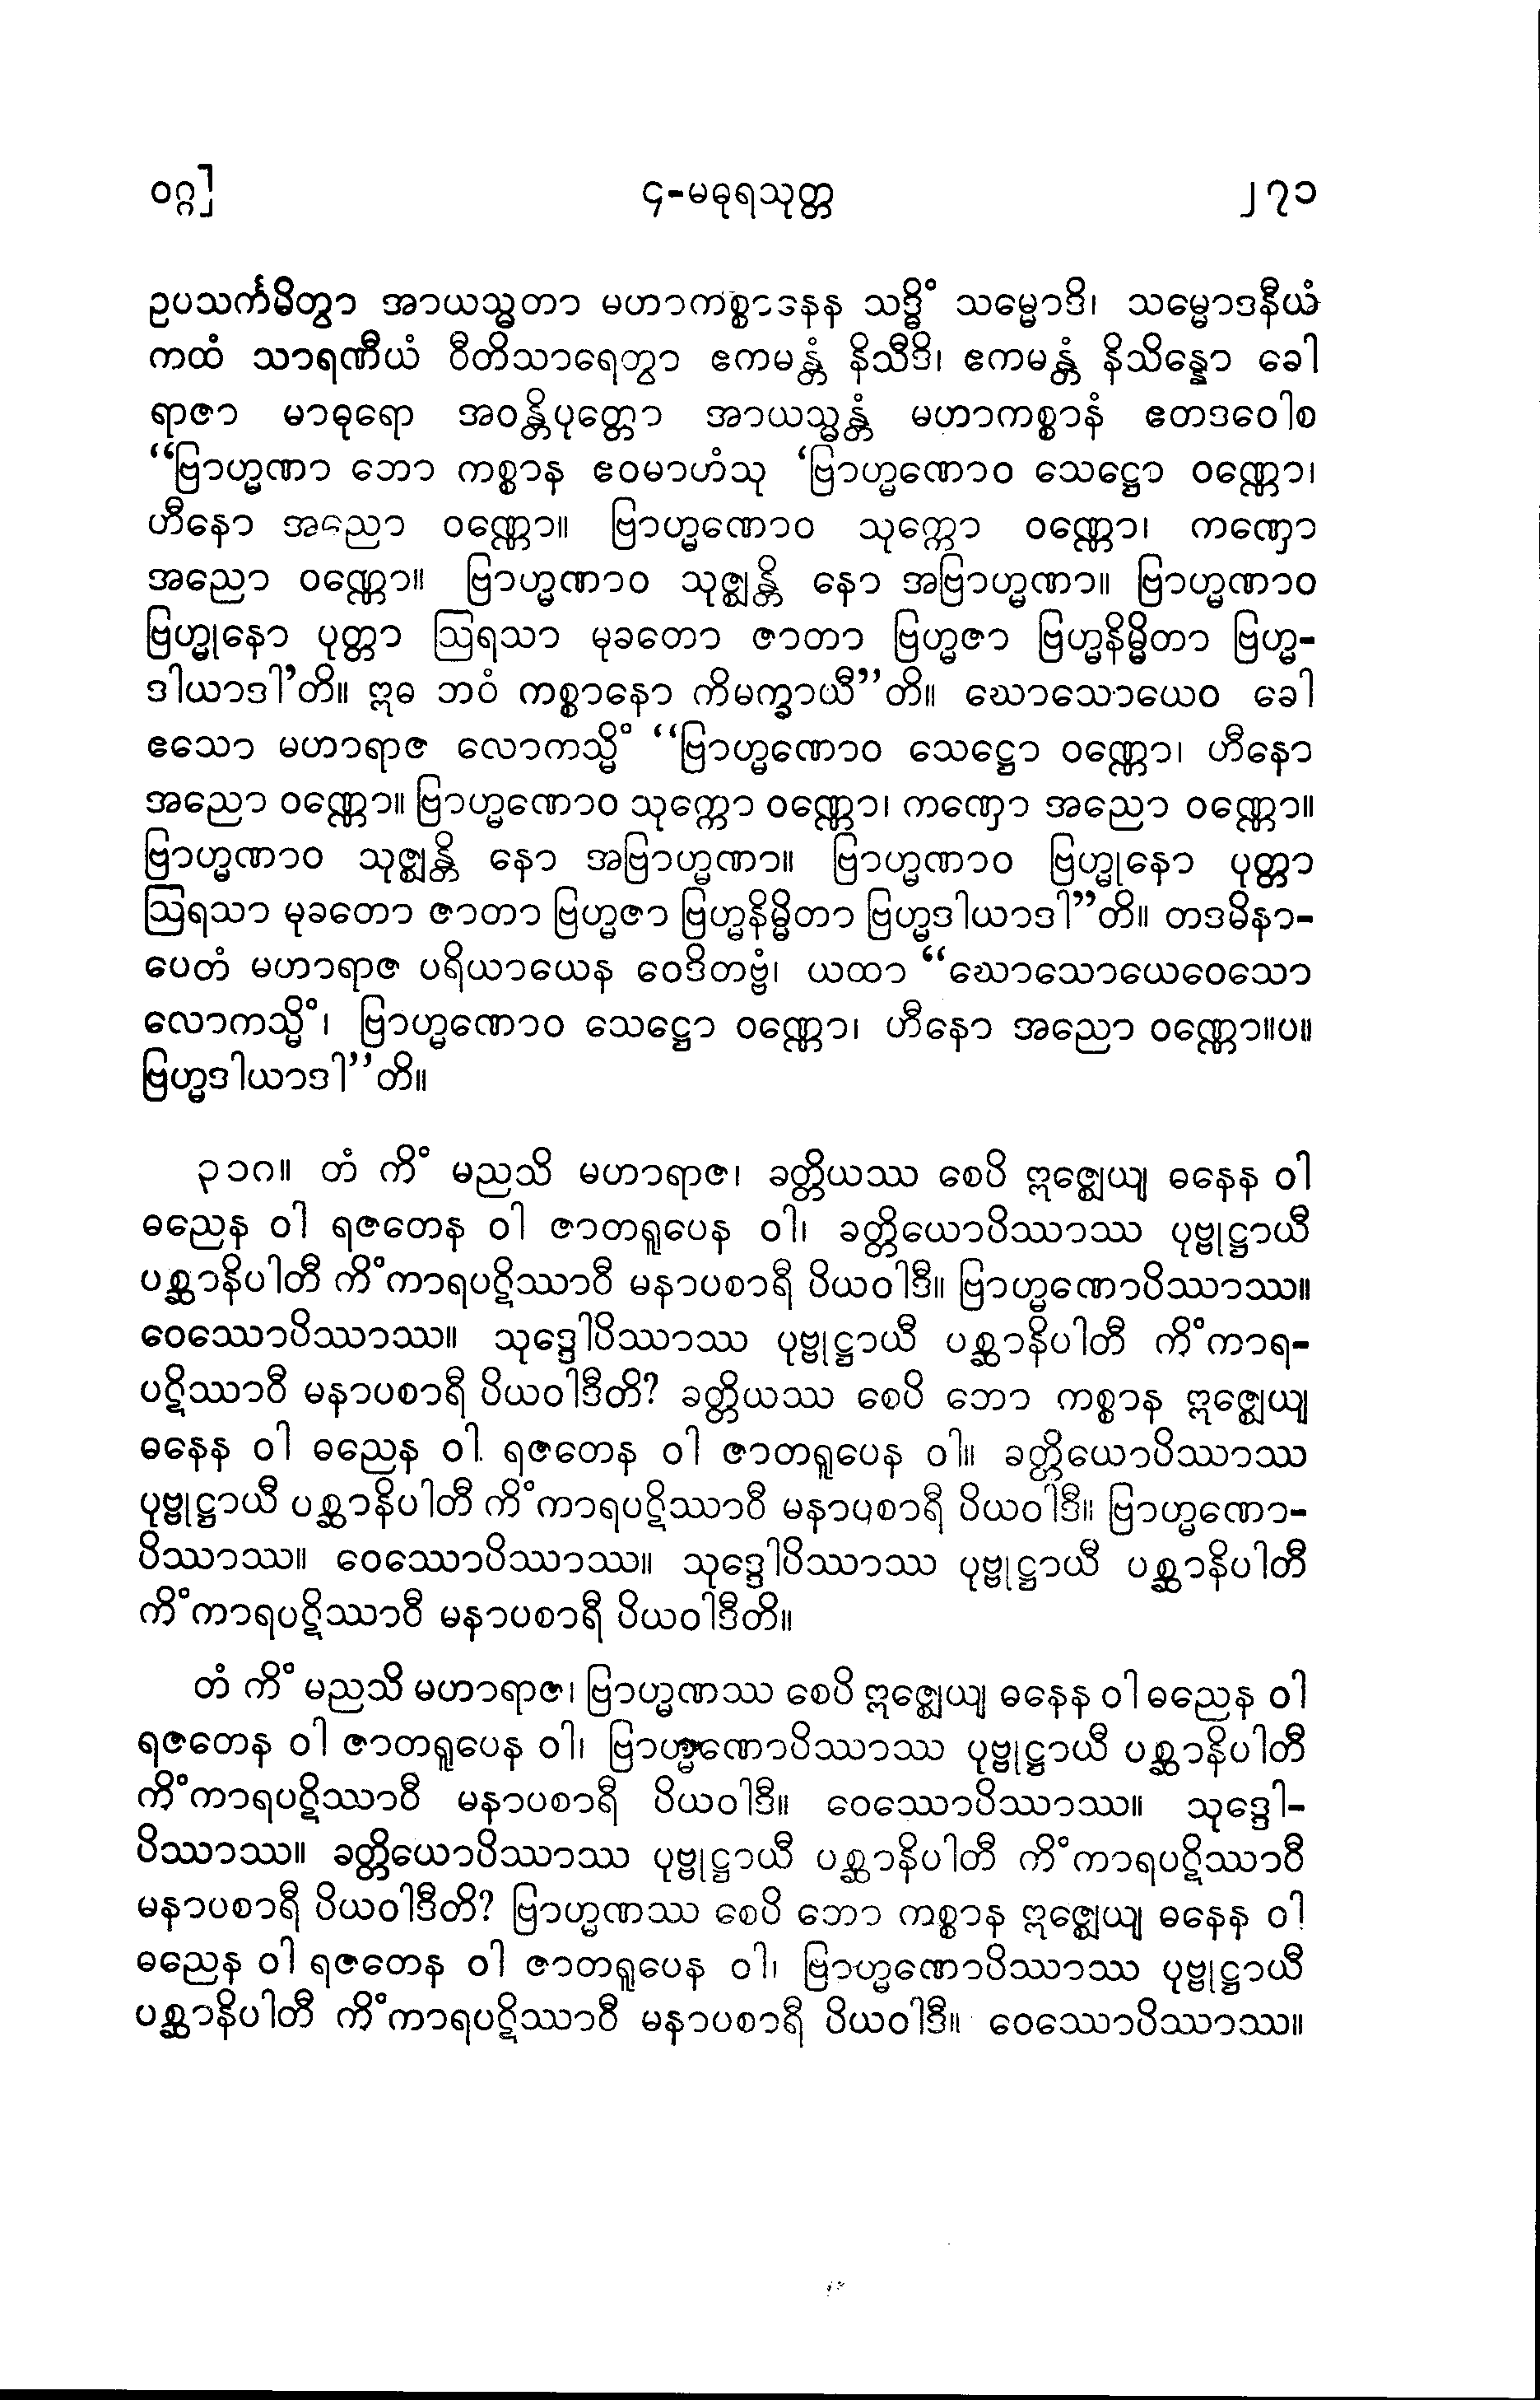 ဝဂ္ဂ]
၄-မဓုရသုတ္တ
၂၇၁
ဥပသင်္ကမိတွာ အာယသ္မတာ မဟာကစ္စာနေန သဒ္ဓိံ သမ္မောဒိ၊ သမ္မောဒနီယံ
ကထံ သာရဏီယံ ဝီတိသာရေတွာ ဧကမန္တံ နိသီဒိ၊ ဧကမန္တံ နိသိန္နော ခေါ
ရာဇာ မာဓုရော အဝန္တိပုတ္တော အာယသ္မန္တံ မဟာကစ္စာနံ ဧတဒဝေါစ
“ဗြာဟ္မဏာ ဘော ကစ္စာန ဧဝမာဟံသု ‘ဗြာဟ္မဏောဝ သေဋ္ဌော ဝဏ္ဏော၊
ဟီနော အညော ဝဏ္ဏော။ ဗြာဟ္မဏောဝ သုက္ကော ဝဏ္ဏော၊ ကဏှော
အညော ဝဏ္ဏော။ ဗြာဟ္မဏာဝ သုဇ္ဈန္တိ နော အဗြာဟ္မဏာ။ ဗြာဟ္မဏာဝ
ဗြဟ္မုနော ပုတ္တာ ဩရသာ မုခတော ဇာတာ ဗြဟ္မဇာ ဗြဟ္မနိမ္မိတာ ဗြဟ္မ-
ဒါယာဒါ’တိ။ ဣဓ ဘဝံ ကစ္စာနော ကိမက္ခာယီ”တိ။ ဃောသောယေဝ ခေါ
ဧသော မဟာရာဇ လောကသ္မိံ “ဗြာဟ္မဏောဝ သေဋ္ဌော ဝဏ္ဏော၊ ဟီနော
အညော ဝဏ္ဏော။ ဗြာဟ္မဏောဝ သုက္ကော ဝဏ္ဏော၊ ကဏှော အညော ဝဏ္ဏော။
ဗြာဟ္မဏာဝ သုဇ္ဈန္တိ နော အဗြာဟ္မဏာ။ ဗြာဟ္မဏာဝ ဗြဟ္မုနော ပုတ္တာ
ဩရသာ မုခတော ဇာတာ ဗြဟ္မဇာ ဗြဟ္မနိမ္မိတာ ဗြဟ္မဒါယာဒါ”တိ။ တဒမိနာ-
ပေတံ မဟာရာဇ ပရိယာယေန ဝေဒိတဗ္ဗံ၊ ယထာ “ဃောသောယေဝေသော
လောကသ္မိံ၊ ဗြာဟ္မဏောဝ သေဋ္ဌော ဝဏ္ဏော၊ ဟီနော အညော ဝဏ္ဏော။ပ။
ဗြဟ္မဒါယာဒါ”တိ။
၃၁၈။ တံ ကိံ မညသိ မဟာရာဇ၊ ခတ္တိယဿ စေပိ ဣဇ္ဈေယျ ဓနေန ဝါ
ဓညေန ဝါ ရဇတေန ဝါ ဇာတရူပေန ဝါ၊ ခတ္တိယောပိဿာဿ ပုဗ္ဗုဋ္ဌာယီ
ပစ္ဆာနိပါတီ ကိံကာရပဋိဿာဝီ မနာပစာရီ ပိယဝါဒီ။ ဗြာဟ္မဏောပိဿာဿ။
ဝေဿောပိဿာဿ။ သုဒ္ဒေါပိဿာဿ ပုဗ္ဗုဋ္ဌာယီ ပစ္ဆာနိပါတီ ကိံကာရ-
ပဋိဿာဝီ မနာပစာရီ ပိယဝါဒီတိ? ခတ္တိယဿ စေပိ ဘော ကစ္စာန ဣဇ္ဈေယျ
ဓနေန ဝါ ဓညေန ဝါ ရဇတေန ဝါ ဇာတရူပေန ဝါ။ ခတ္တိယောပိဿာဿ
ပုဗ္ဗုဋ္ဌာယီ ပစ္ဆာနိပါတီ ကိံကာရပဋိဿာဝီ မနာပစာရီ ပိယဝါဒီ။ ဗြာဟ္မဏော-
ပိဿာဿ။ ဝေဿောပိဿာဿ။ သုဒ္ဒေါပိဿာဿ ပုဗ္ဗုဋ္ဌာယီ ပစ္ဆာနိပါတီ
ကိံကာရပဋိဿာဝီ မနာပစာရီ ပိယဝါဒီတိ။
တံ ကိံ မညသိ မဟာရာဇ၊ ဗြာဟ္မဏဿ စေပိ ဣဇ္ဈေယျ ဓနေန ဝါ ဓညေန ဝါ
ရဇတေန ဝါ ဇာတရူပေန ဝါ၊ ဗြာဟ္မဏောပိဿာဿ ပုဗ္ဗုဋ္ဌာယီ ပစ္ဆာနိပါတီ
ကိံကာရပဋိဿာဝီ မနာပစာရီ ပိယဝါဒီ။ ဝေဿောပိဿာဿ။ သုဒ္ဒေါ-
ပိဿာဿ။ ခတ္တိယောပိဿာဿ ပုဗ္ဗုဋ္ဌာယီ ပစ္ဆာနိပါတီ ကိံကာရပဋိဿာဝီ
မနာပစာရီ ပိယဝါဒီတိ? ဗြာဟ္မဏဿ စေပိ ဘော ကစ္စာန ဣဇ္ဈေယျ ဓနေန ဝါ
ဓညေန ဝါ ရဇတေန ဝါ ဇာတရူပေန ဝါ၊ ဗြာဟ္မဏောပိဿာဿ ပုဗ္ဗုဋ္ဌာယီ
ပစ္ဆာနိပါတီ ကိံကာရပဋိဿာဝီ မနာပစာရီ ပိယဝါဒီ။ ဝေဿောပိဿာဿ။